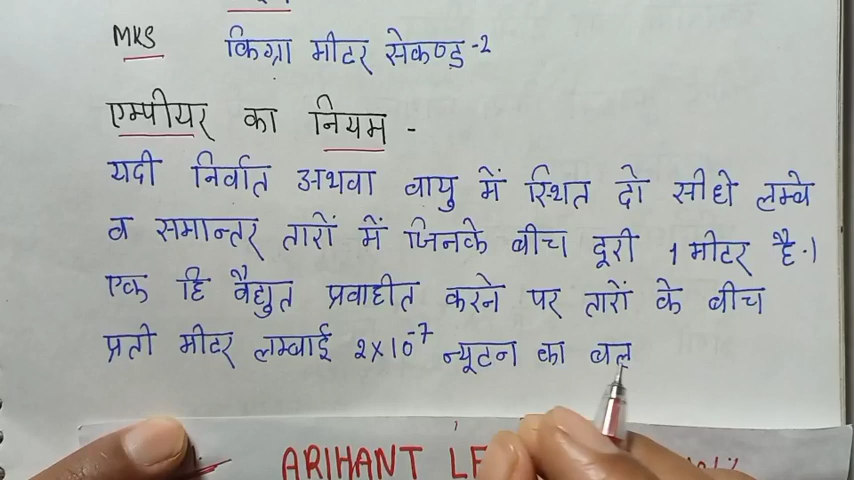 MKS किग्रा मीटर सेकण्ड़-2
एम्पीयर का नियम -
यदी निर्वात अथवा वायु में स्थित दो सीधे लम्बे
व समान्तर तारों में जिनके बीच दूरी 1 मीटर है।
एक हि वैद्युत प्रवाहीत करने पर तारों के बीच
प्रती मीटर लम्बाई 2×10-7 न्यूटन का बल
ARIHANT